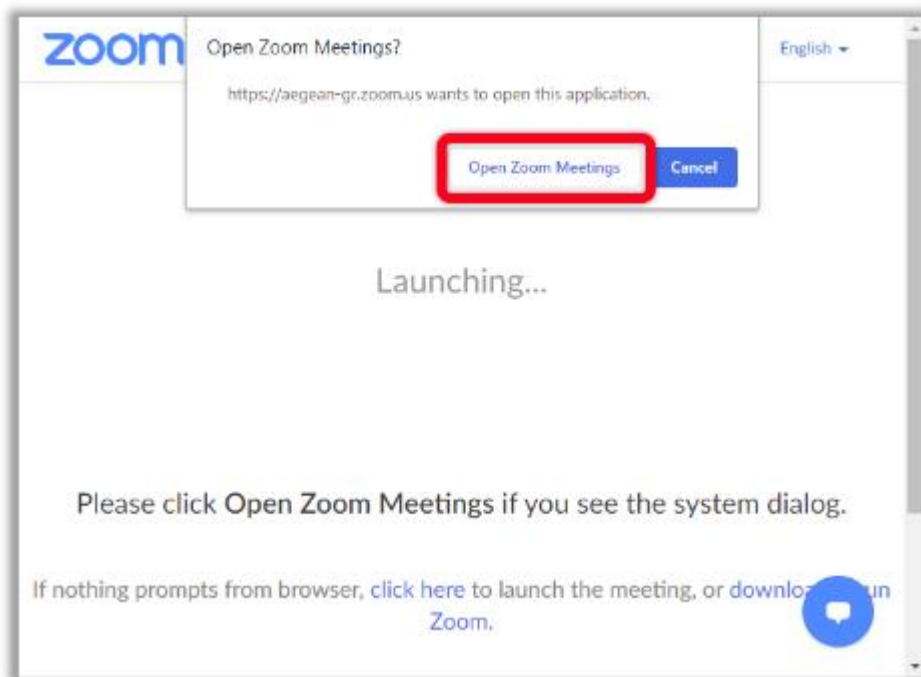 zoom
English
Open Zoom Meetings?
https://aegean-gr.zoom.us wants to open this application.
Open Zoom Meetings
Cancel
Launching...
Please click Open Zoom Meetings if you see the system dialog.
If nothing prompts from browser, click here to launch the meeting, or
Zoom.